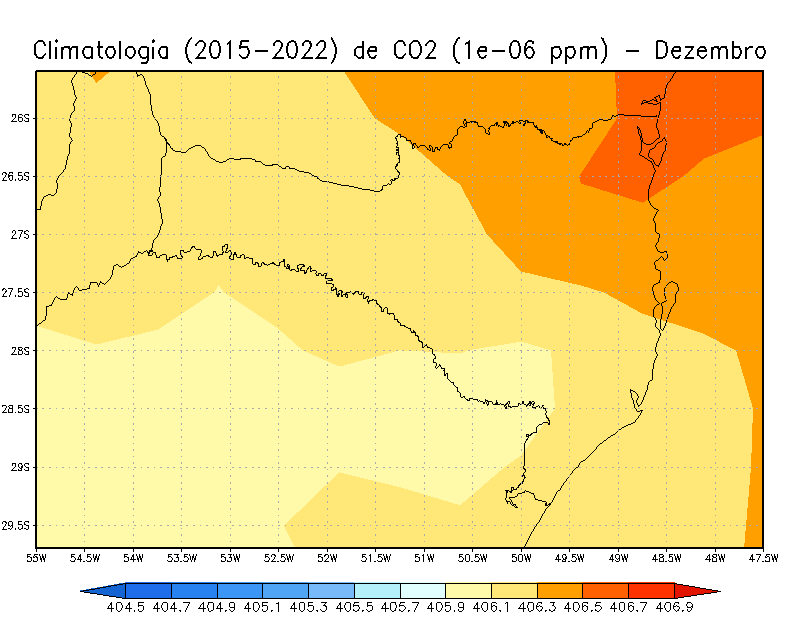 Climatologia (2015-2022) de CO2 (1e-06 ppm) - Dezembro
26S
26.5S
27S
27.5S
28S
28.5S
29S
29.5S
55W 54.5W 54W 53.5W 53W 52.5W 52W 51.5W 51W 50.5W 50W 49.5W 49W 48.5W 48W 47.5W
404.5 404.7 404.9 405.1 405.3 405.5 405.7 405.9 406.1 406.3 406.5 406.7 406.9